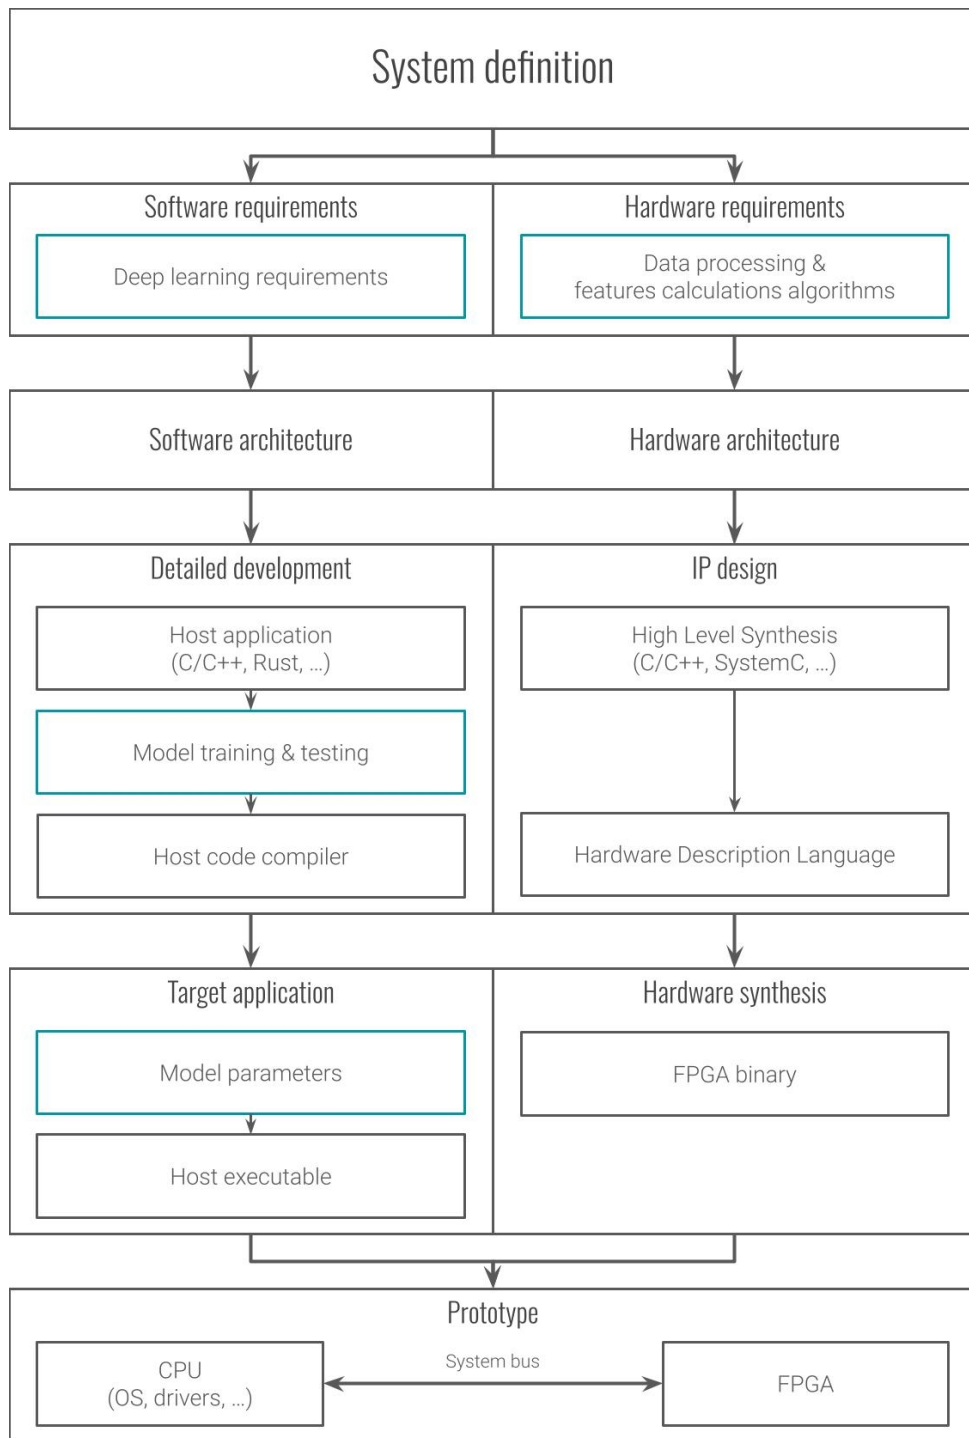 System definition
Software requirements
Hardware requirements
Deep learning requirements
Data processing &
features calculations algorithms
Software architecture
Hardware architecture
Detailed development
IP design
Host application
(C/C++, Rust, ...)
High Level Synthesis
(C/C++, SystemC, ...)
Model training & testing
Host code compiler
Hardware Description Language
Target application
Hardware synthesis
Model parameters
FPGA binary
Host executable
Prototype
CPU
(OS, drivers, ...)
System bus
FPGA